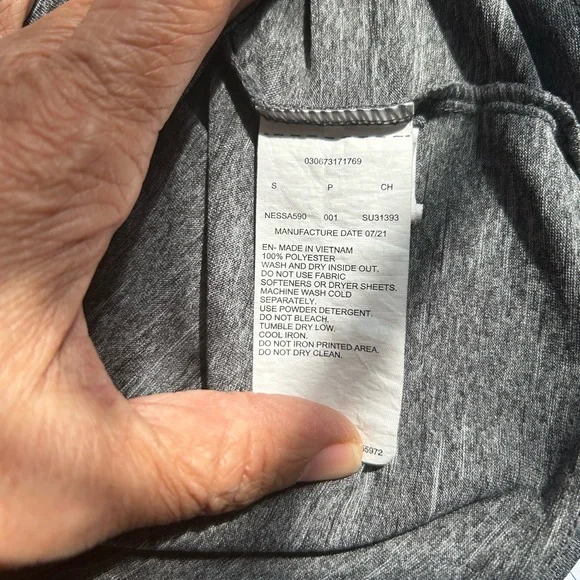 030673171769
S P CH
NESSA590 001 SU31393
MANUFACTURE DATE 07/21
EN- MADE IN VIETNAM
100% POLYESTER
WASH AND DRY INSIDE OUT.
DO NOT USE FABRIC
SOFTENERS OR DRYER SHEETS.
MACHINE WASH COLD
SEPARATELY.
USE POWDER DETERGENT.
DO NOT BLEACH.
TUMBLE DRY LOW.
COOL IRON.
DO NOT IRON PRINTED AREA.
DO NOT DRY CLEAN.